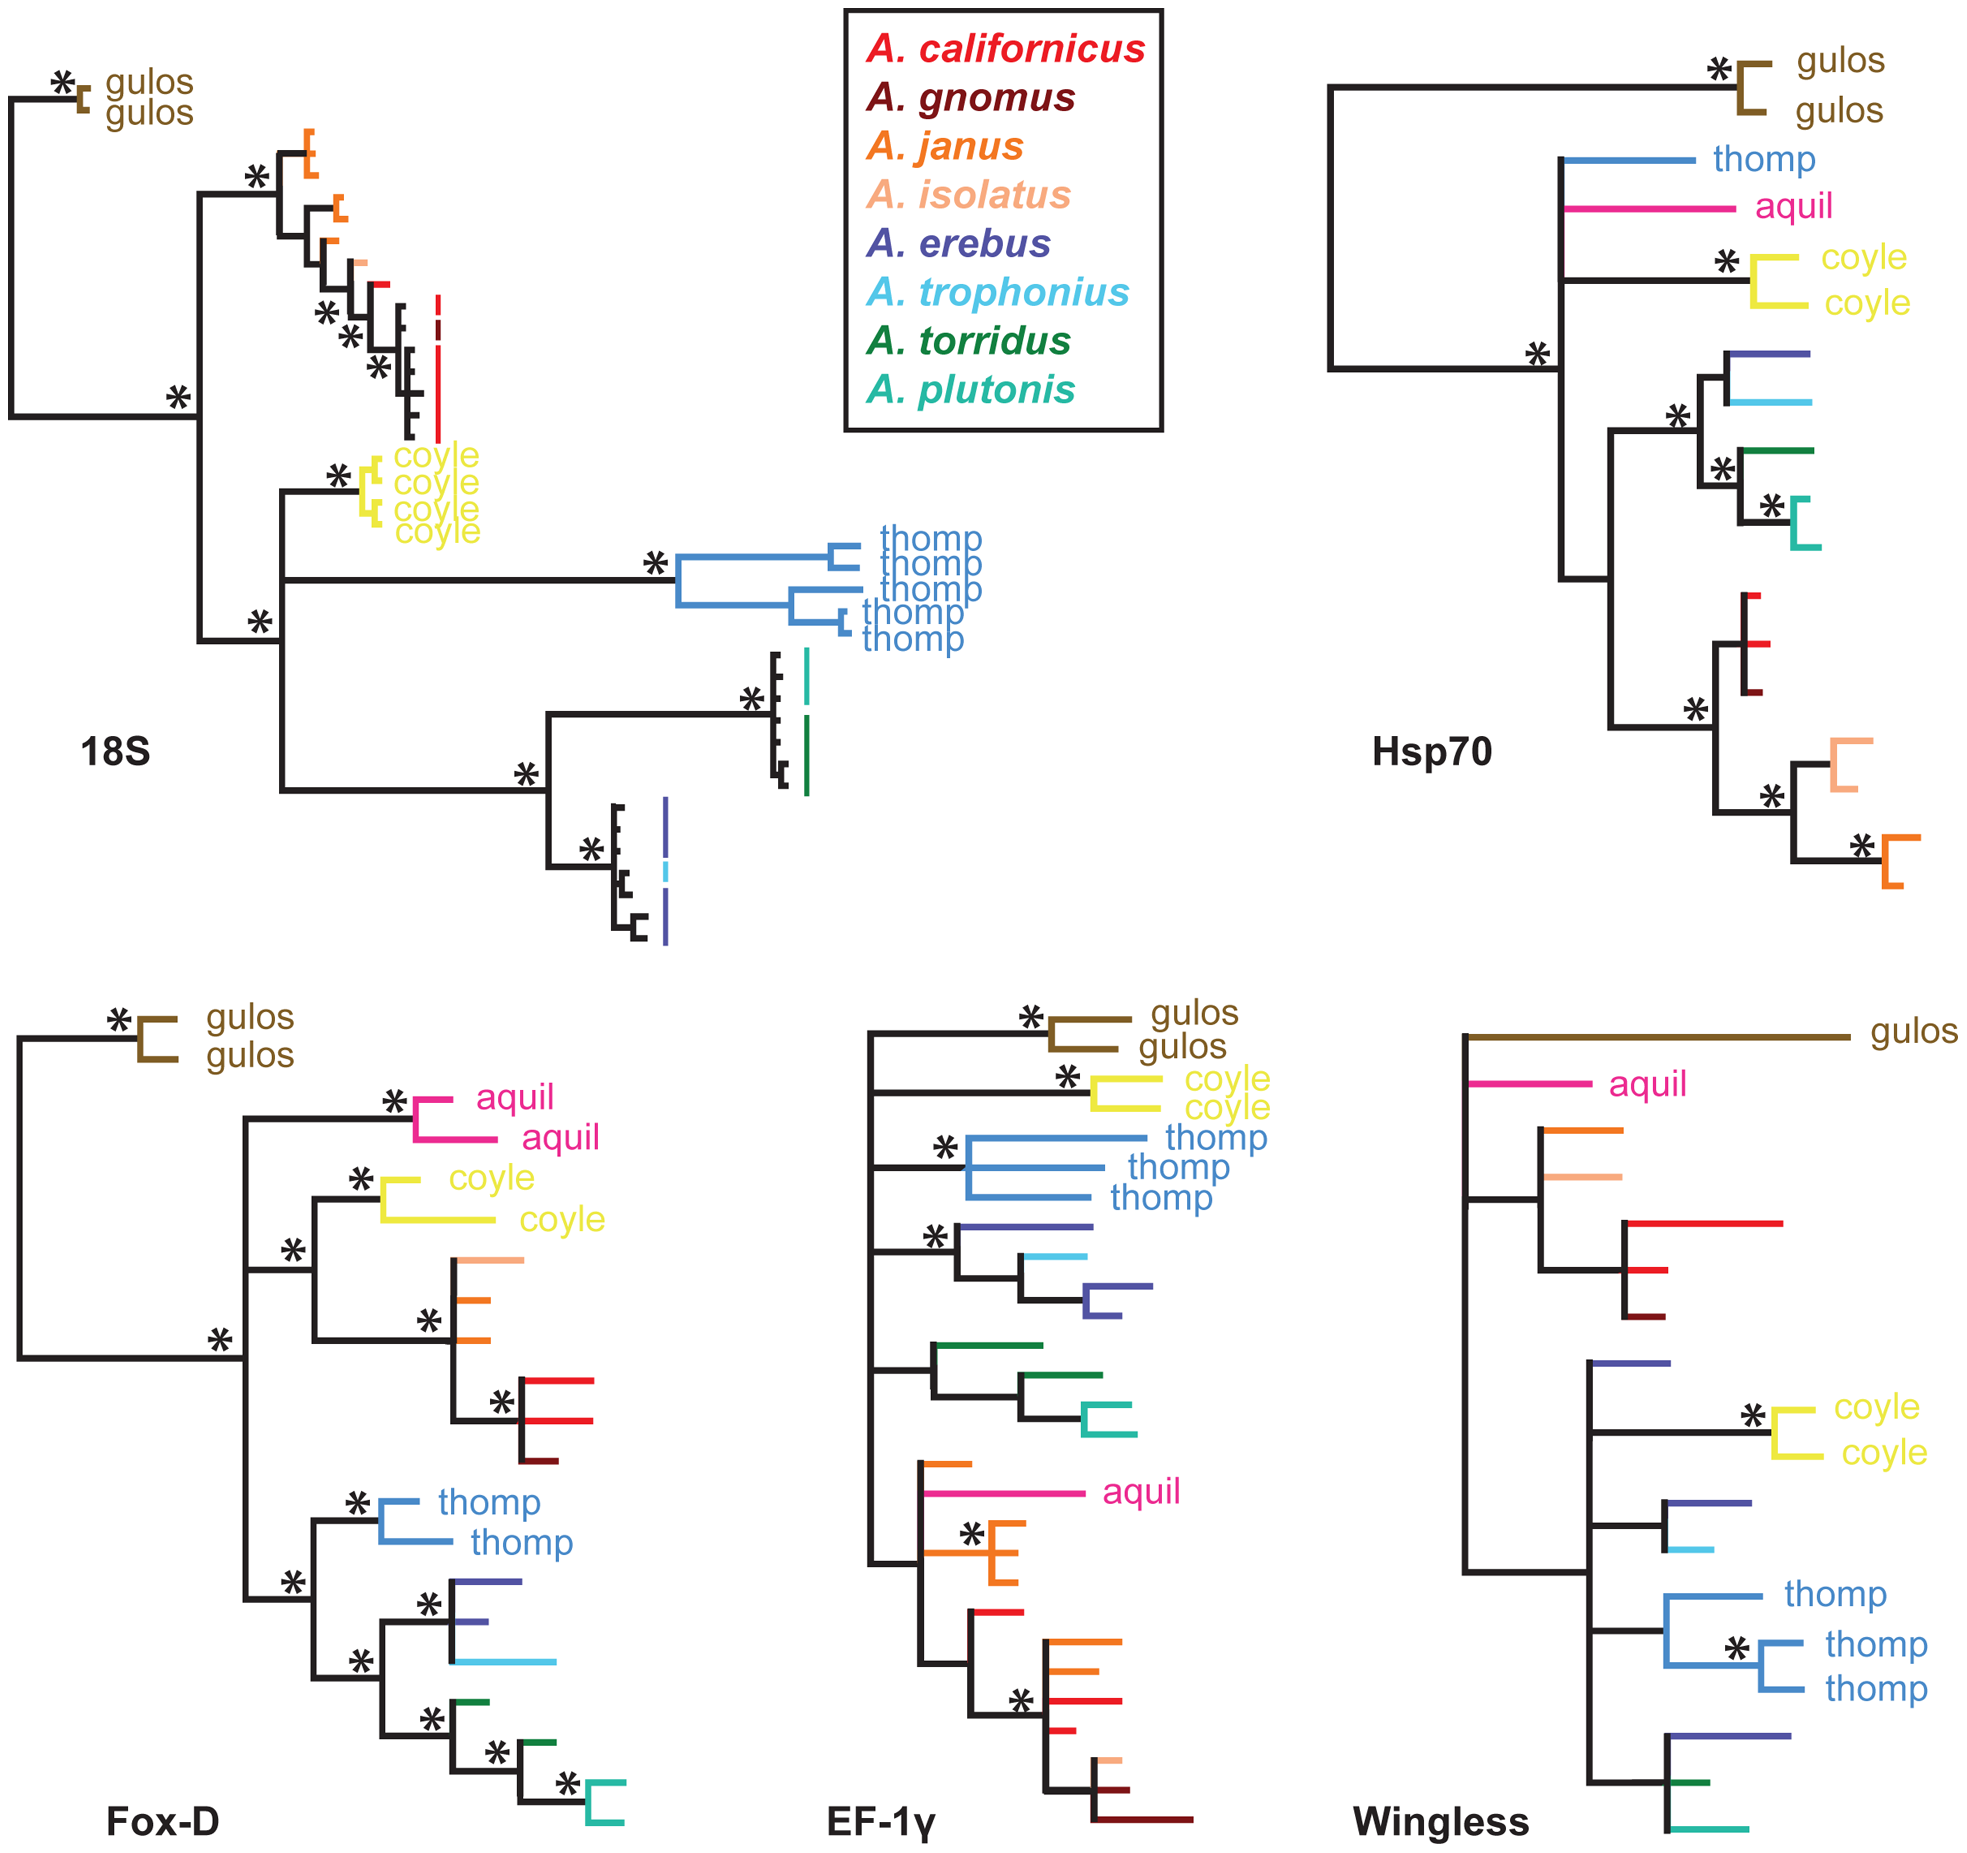 gulos
gulos
A. californicus
A. gnomus
A. janus
A. isolatus
A. erebus
A. trophonius
A. torridus
A. plutonis
*
*
*
*
*
*
*
coyle
coyle
coyle
coyle
*
*
thomp
thomp
thomp
thomp
thomp
*
*
*
*
18S
gulos
gulos
*
thomp
aquil
coyle
coyle
*
*
*
*
*
*
*
*
Hsp70
gulos
gulos
*
aquil
aquil
*
coyle
coyle
*
*
*
*
*
thomp
thomp
*
*
*
*
*
*
*
Fox-D
gulos
gulos
*
coyle
coyle
*
thomp
thomp
thomp
*
*
aquil
*
*
EF-1γ
gulos
aquil
coyle
coyle
*
thomp
thomp
thomp
*
Wingless